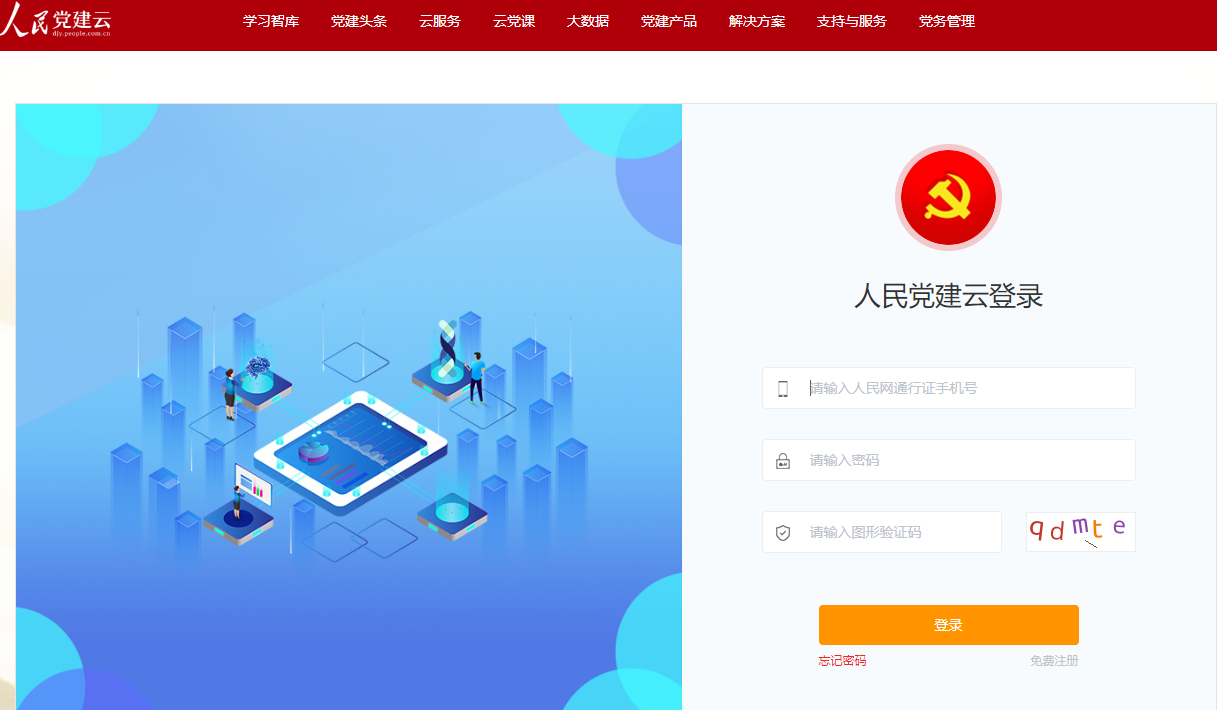 人民党建云
djy.people.com.cn
学习智库 党建头条 云服务 云党课 大数据 党建产品 解决方案 支持与服务 党务管理
人民党建云登录
请输入人民网通行证手机号
请输入密码
请输入图形验证码
qdmte
登录
忘记密码 免费注册